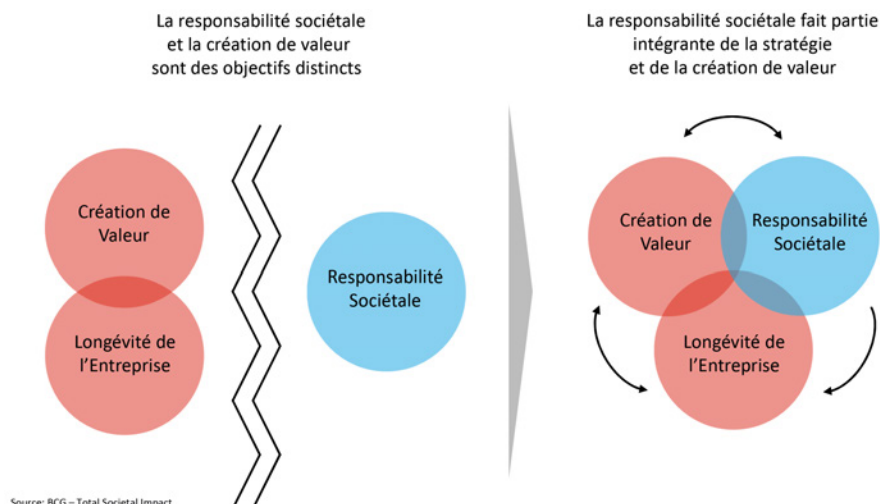 La responsabilité sociétale
et la création de valeur
sont des objectifs distincts
La responsabilité sociétale fait partie
intégrante de la stratégie
et de la création de valeur
Création de
Valeur
Longévité de
l’Entreprise
Responsabilité
Sociétale
Création de
Valeur
Responsabilité
Sociétale
Longévité de
l’Entreprise
Source: BCG – Total Societal Impact